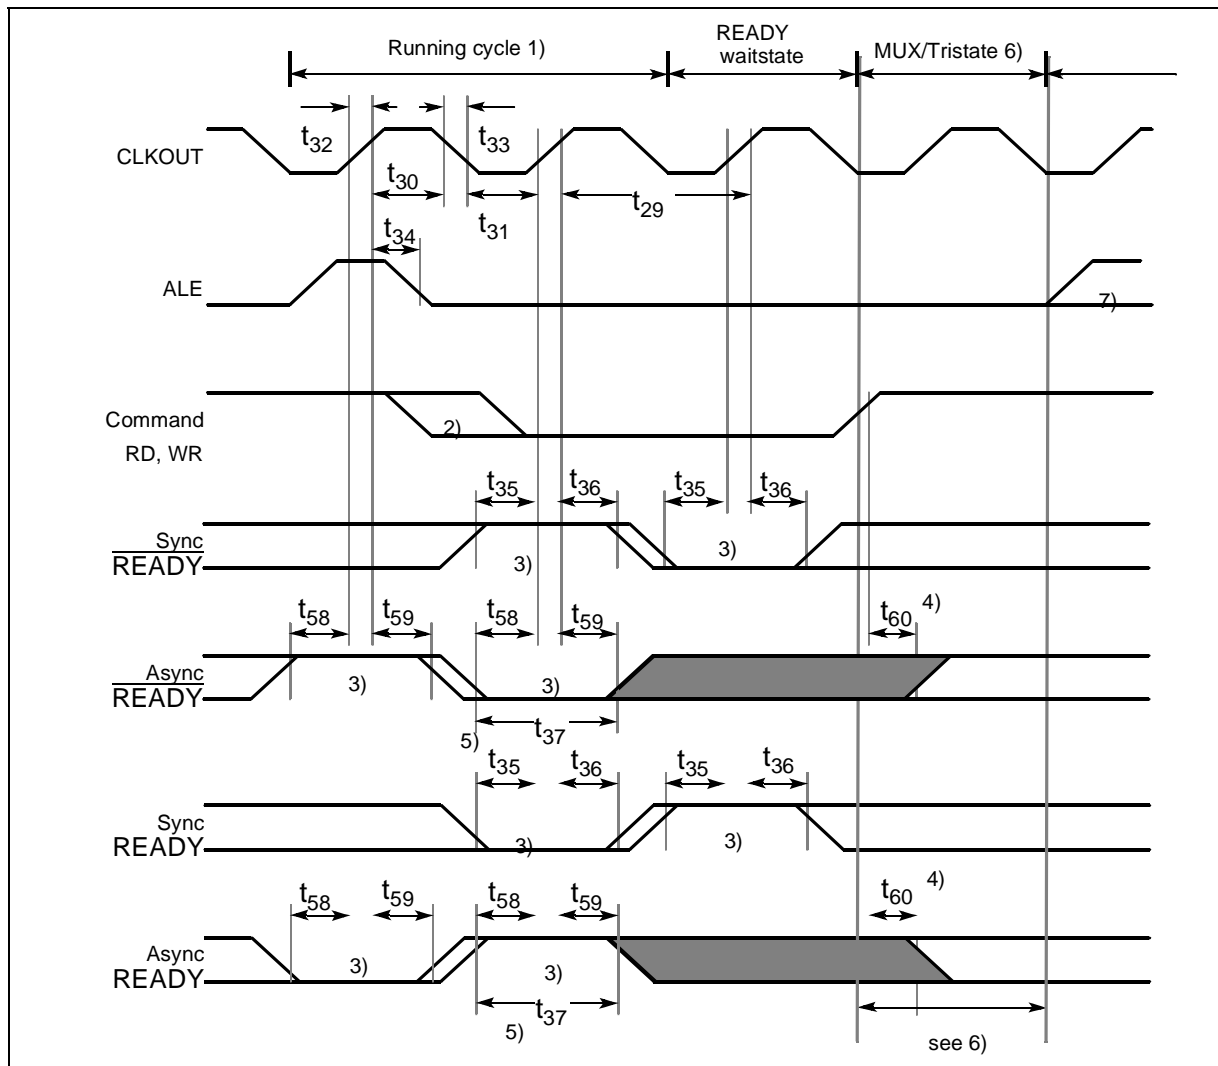 Running cycle 1)
READY
waitstate
MUX/Tristate 6)
t32
t33
CLKOUT
t30
t31
t29
t34
ALE
7)
Command
RD, WR
2)
t35
t36
t35
t36
Sync
READY
3)
3)
t58
t59
t58
t59
t60
4)
Async
READY
3)
3)
5)
t37
t35
t36
t35
t36
Sync
READY
3)
3)
t58
t59
t58
t59
t60
4)
Async
READY
3)
3)
5)
t37
see 6)